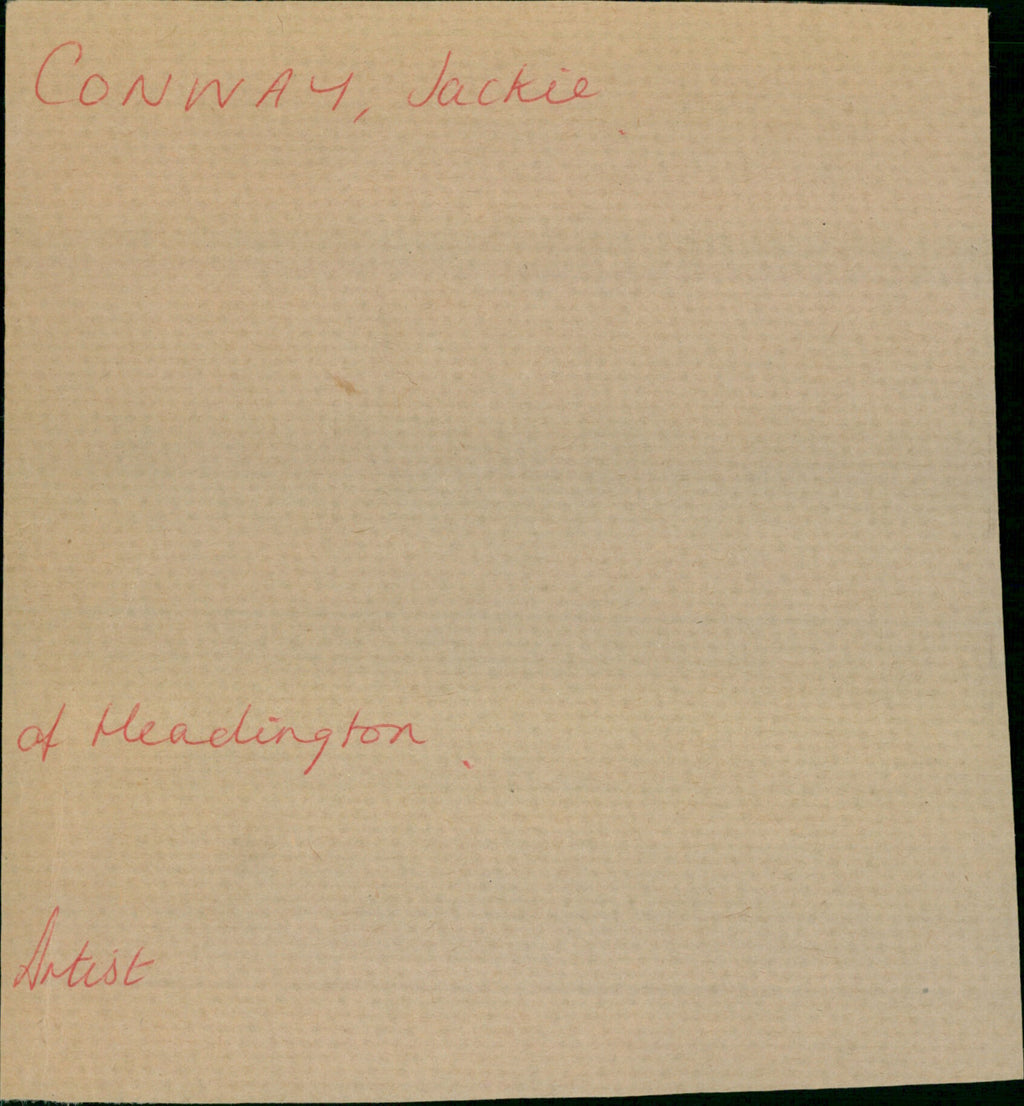 CONWAY, Jackie.
of Headington.
Artist